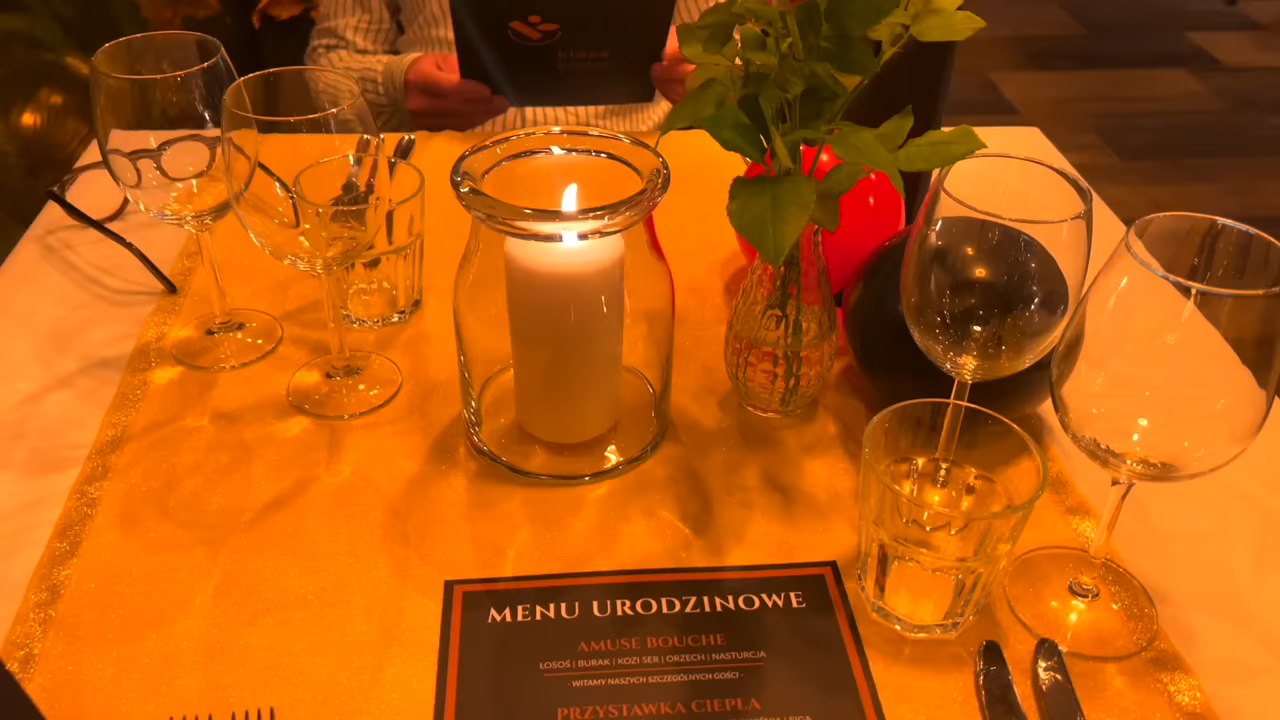 MENU URODZINOWE
AMUSE BOUCHE
ŁOSOŚ | BURAK | KOZI SER | ORZECH | NASTURCJA
- WITAMY NASZYCH SZCZEGÓLNYCH GOŚCI -
PRZYSTAWKA CIEPŁA